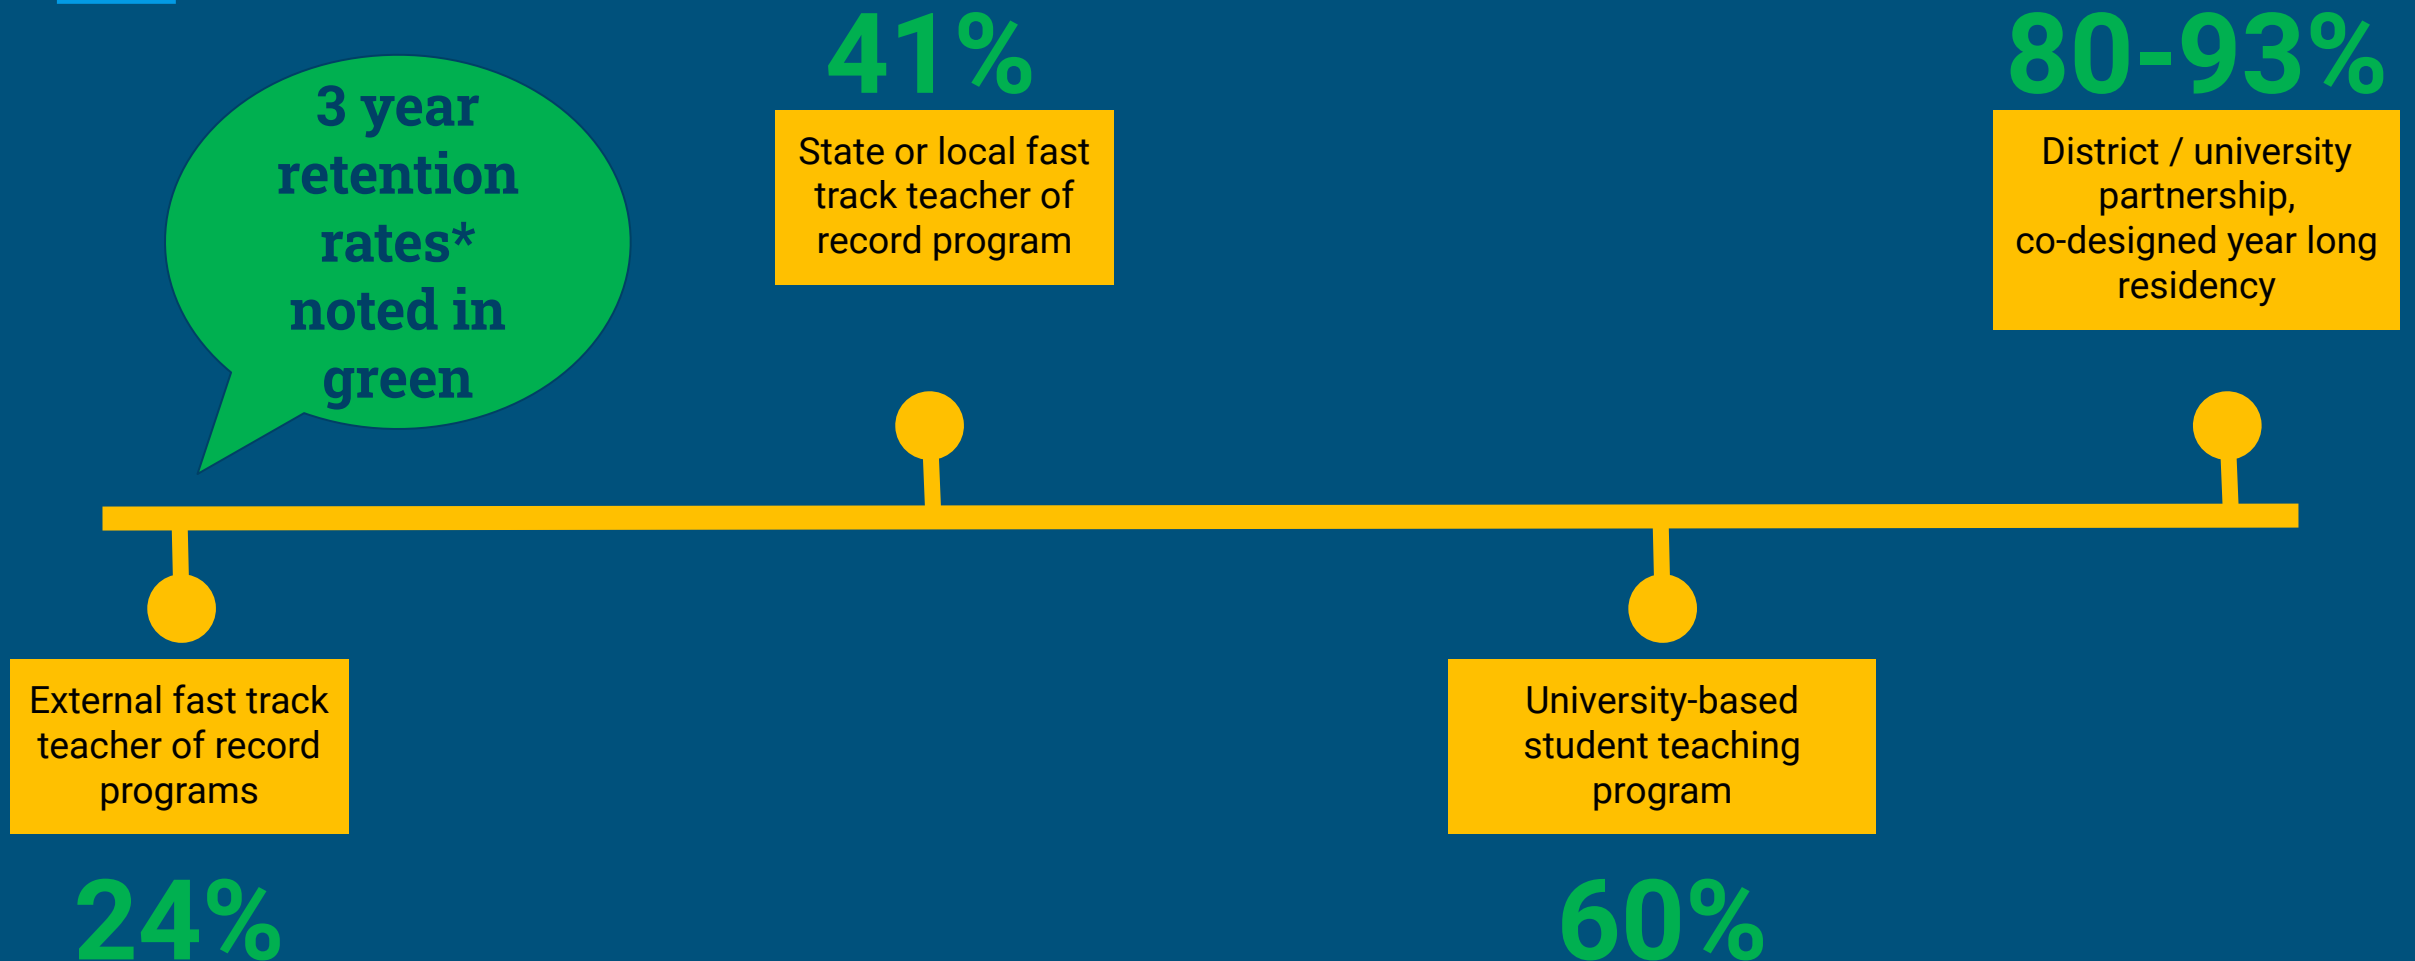 3 year
retention
rates*
noted in
green
41%
State or local fast
track teacher of
record program
80-93%
District / university
partnership,
co-designed year long
residency
External fast track
teacher of record
programs
24%
University-based
student teaching
program
60%